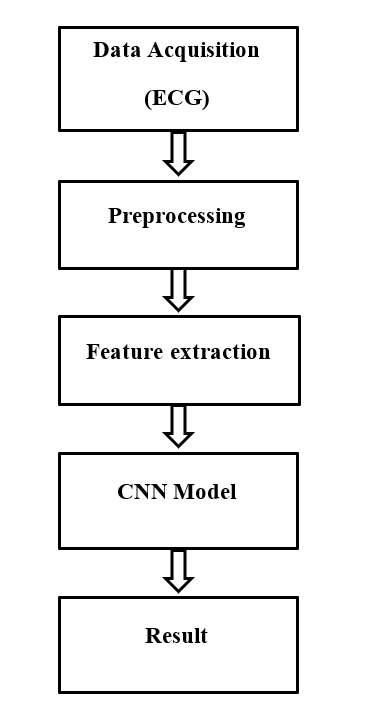 Data Acquisition
(ECG)
Preprocessing
Feature extraction
CNN Model
Result